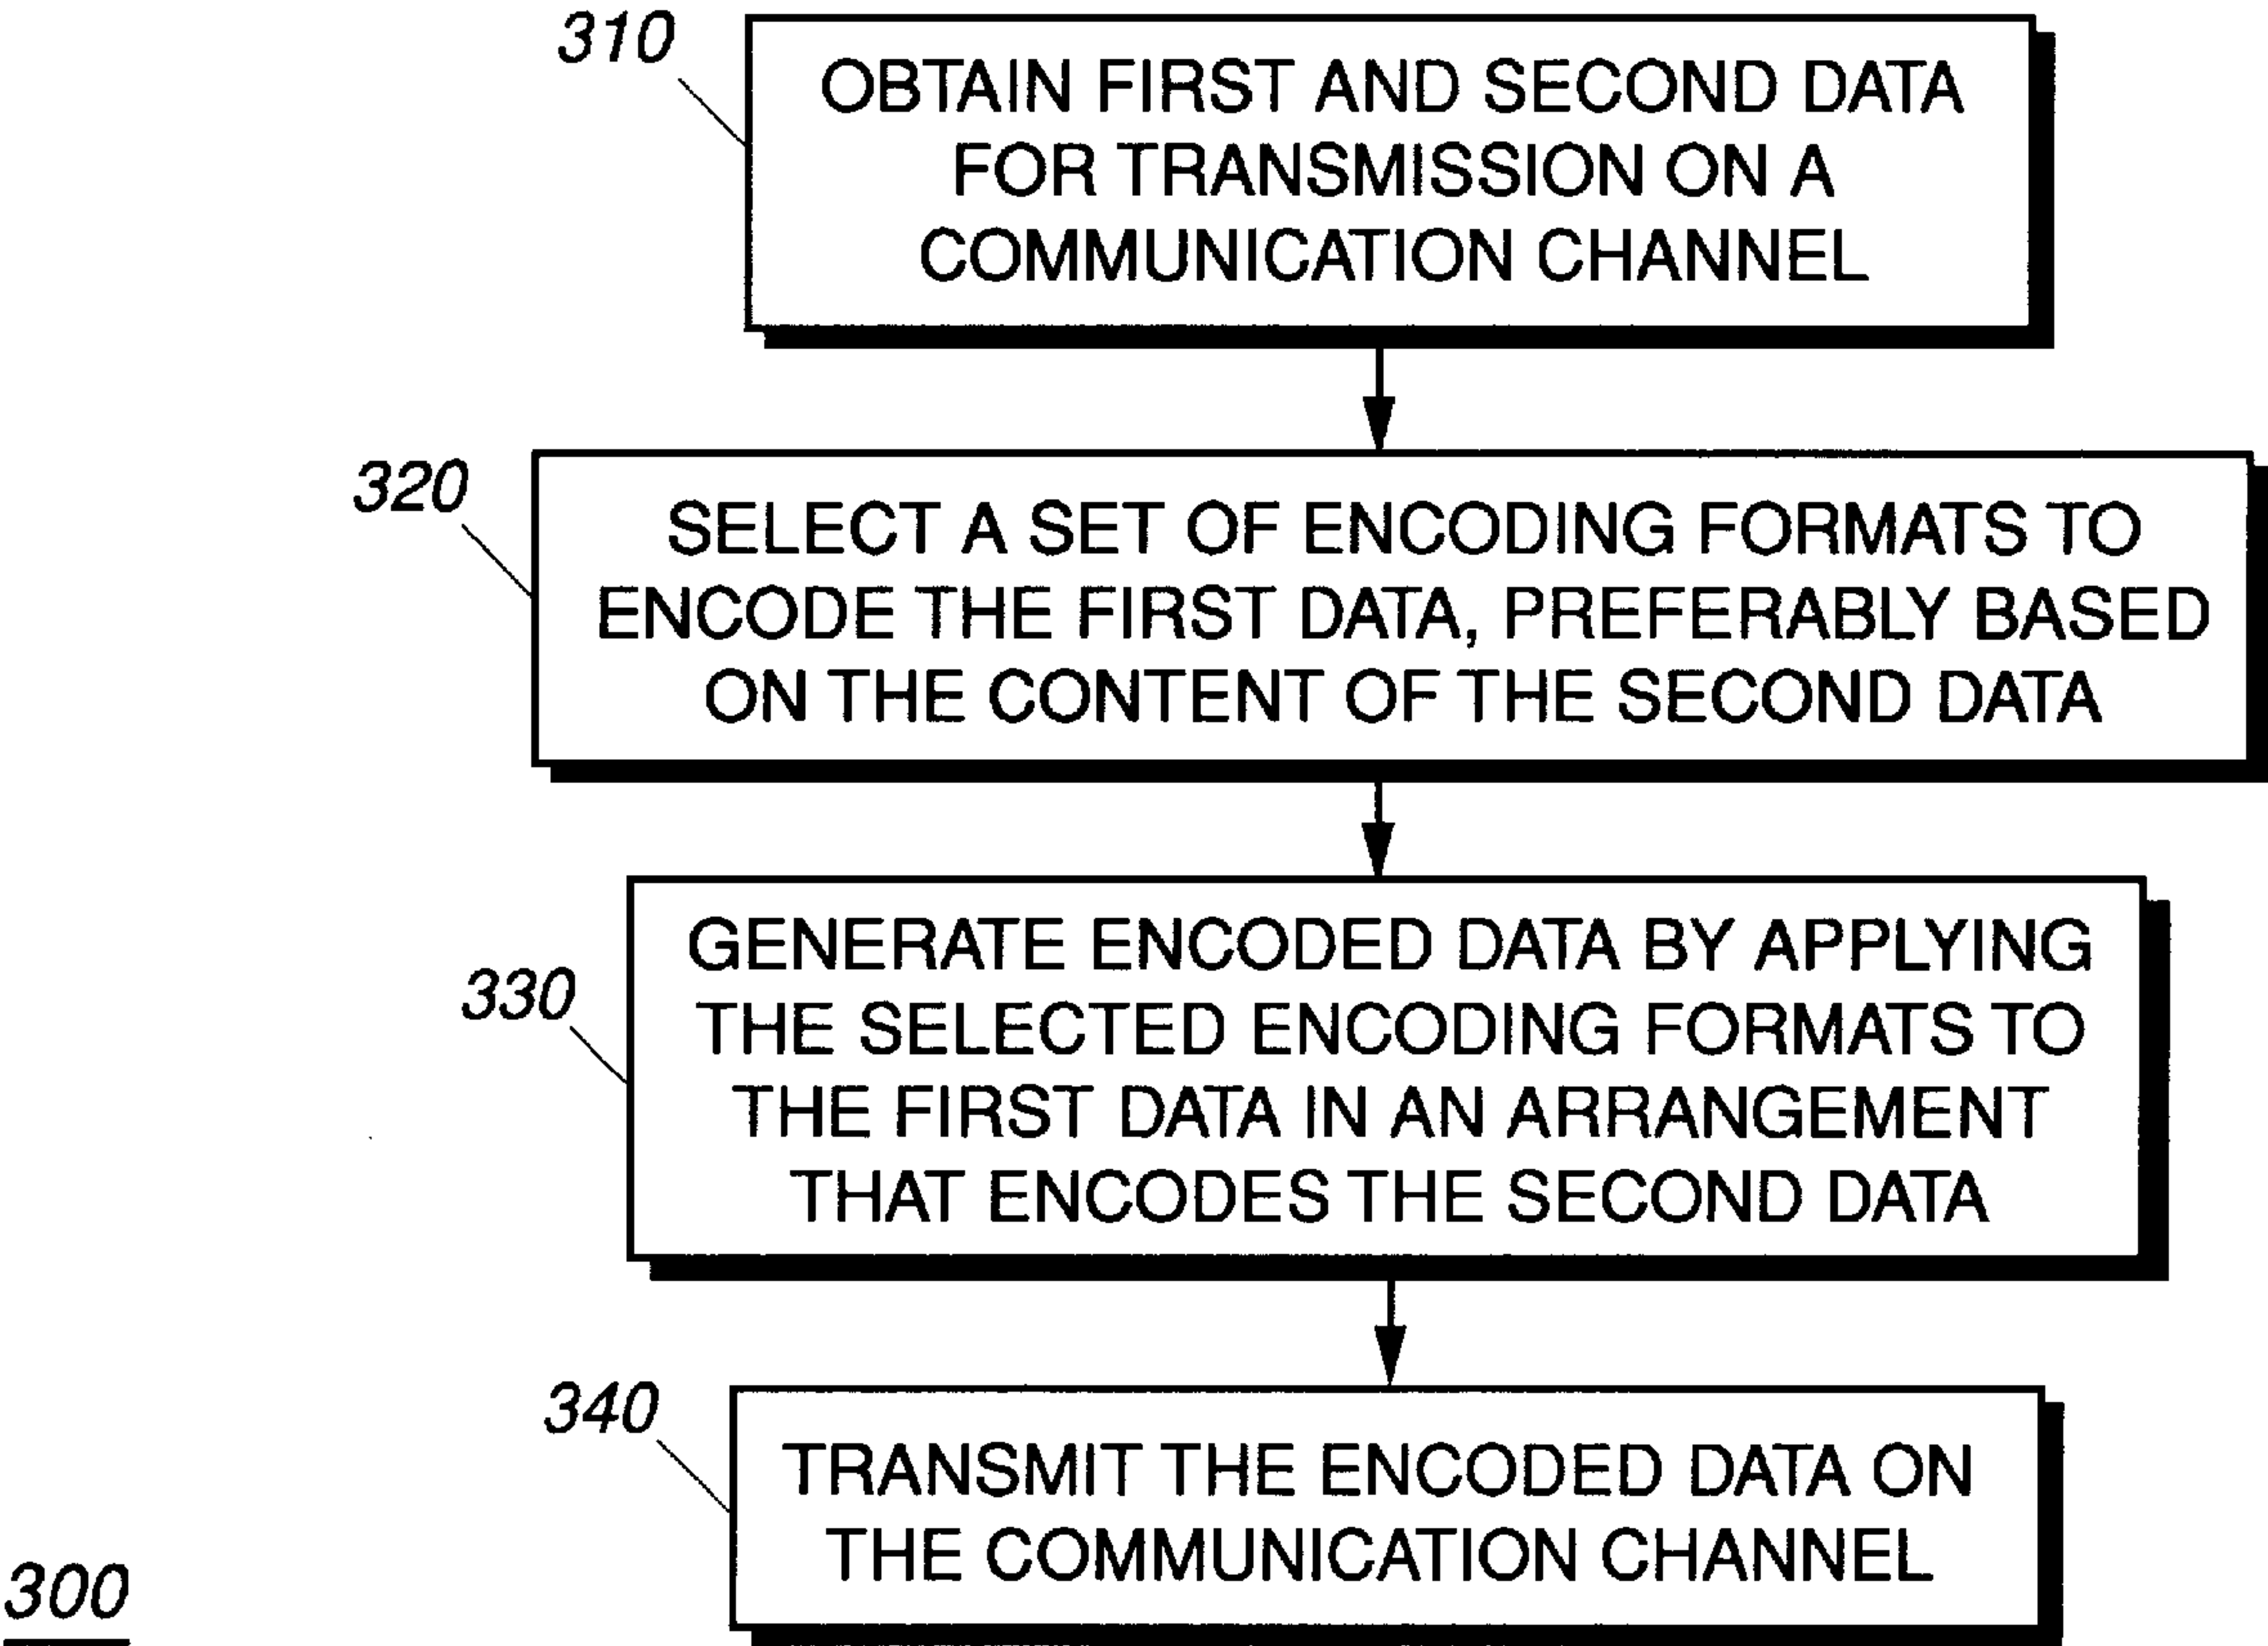 310
OBTAIN FIRST AND SECOND DATA
FOR TRANSMISSION ON A
COMMUNICATION CHANNEL
320
SELECT A SET OF ENCODING FORMATS TO
ENCODE THE FIRST DATA, PREFERABLY BASED
ON THE CONTENT OF THE SECOND DATA
330
GENERATE ENCODED DATA BY APPLYING
THE SELECTED ENCODING FORMATS TO
THE FIRST DATA IN AN ARRANGEMENT
THAT ENCODES THE SECOND DATA
340
TRANSMIT THE ENCODED DATA ON
THE COMMUNICATION CHANNEL
300